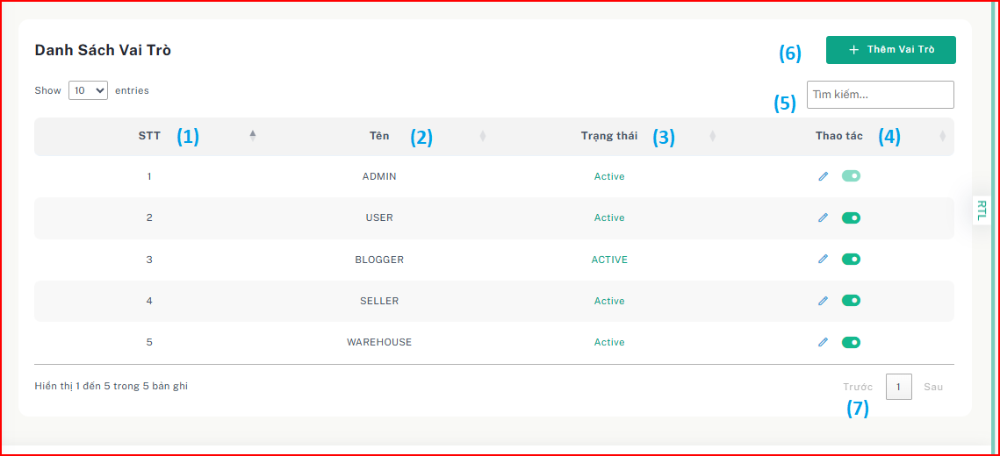 Danh Sách Vai Trò (6) + Thêm Vai Trò
Show 10 entries (5) Tìm kiếm...
STT (1) Tên (2) Trạng thái (3) Thao tác (4)
1 ADMIN Active
2 USER Active
3 BLOGGER ACTIVE
4 SELLER Active
5 WAREHOUSE Active
RTL
Hiển thị 1 đến 5 trong 5 bản ghi Trước 1 Sau
(7)